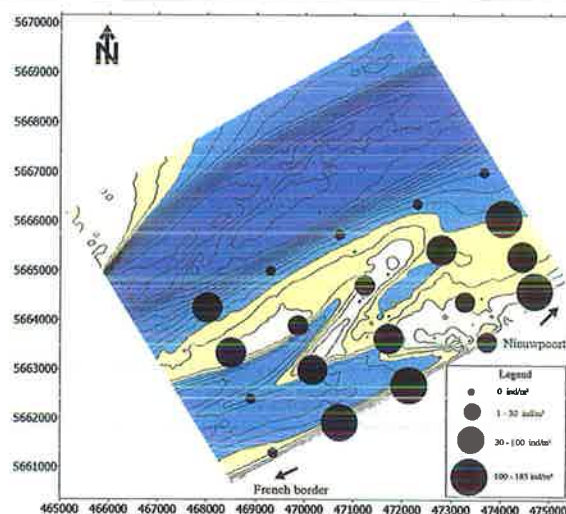 5670000
N
5669000
5668000
5667000
5666000
5665000
5664000
5663000
5662000
5661000
Nieuwpoort
Legend
0 ind/m²
1 - 30 ind/m²
30 - 100 ind/m²
100 - 185 ind/m²
French border
465000 466000 467000 468000 469000 470000 471000 472000 473000 474000 475000